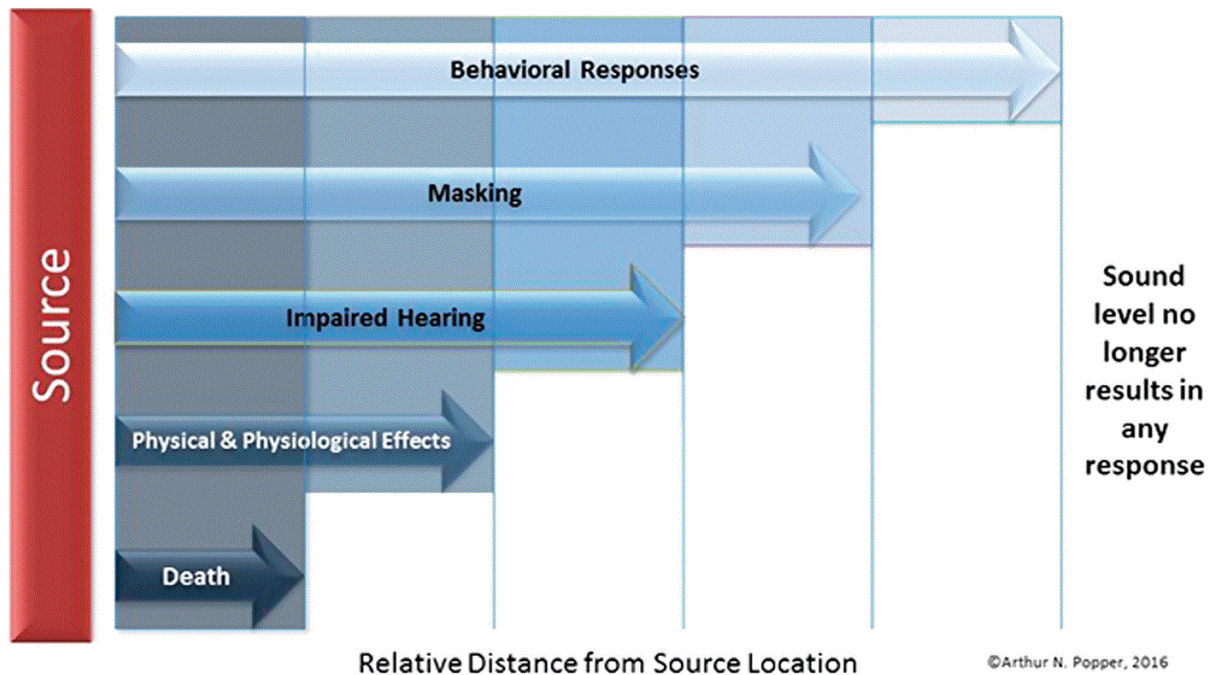 Source
Behavioral Responses
Masking
Impaired Hearing
Physical & Physiological Effects
Death
Sound
level no
longer
results in
any
response
Relative Distance from Source Location
©Arthur N. Popper, 2016